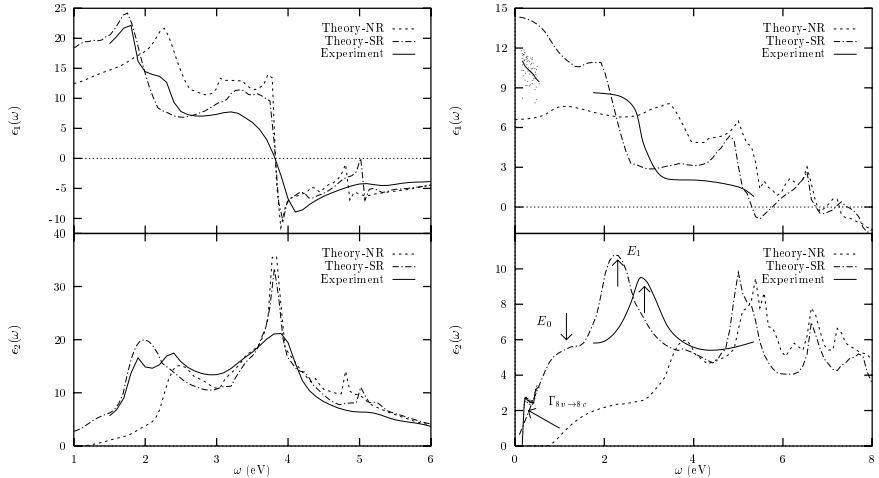 25
20
15
10
5
0
-5
-10
ϵ₁(ω)
Theory-NR
Theory-SR
Experiment
40
30
20
10
0
ϵ₂(ω)
Theory-NR
Theory-SR
Experiment
1 2 3 4 5 6
ω (eV)
15
12
9
6
3
0
ϵ₁(ω)
Theory-NR
Theory-SR
Experiment
10
8
6
4
2
0
ϵ₂(ω)
Theory-NR
Theory-SR
Experiment
E₁
E₀
Γ₈ᵥ→₈c
0 2 4 6 8
ω (eV)